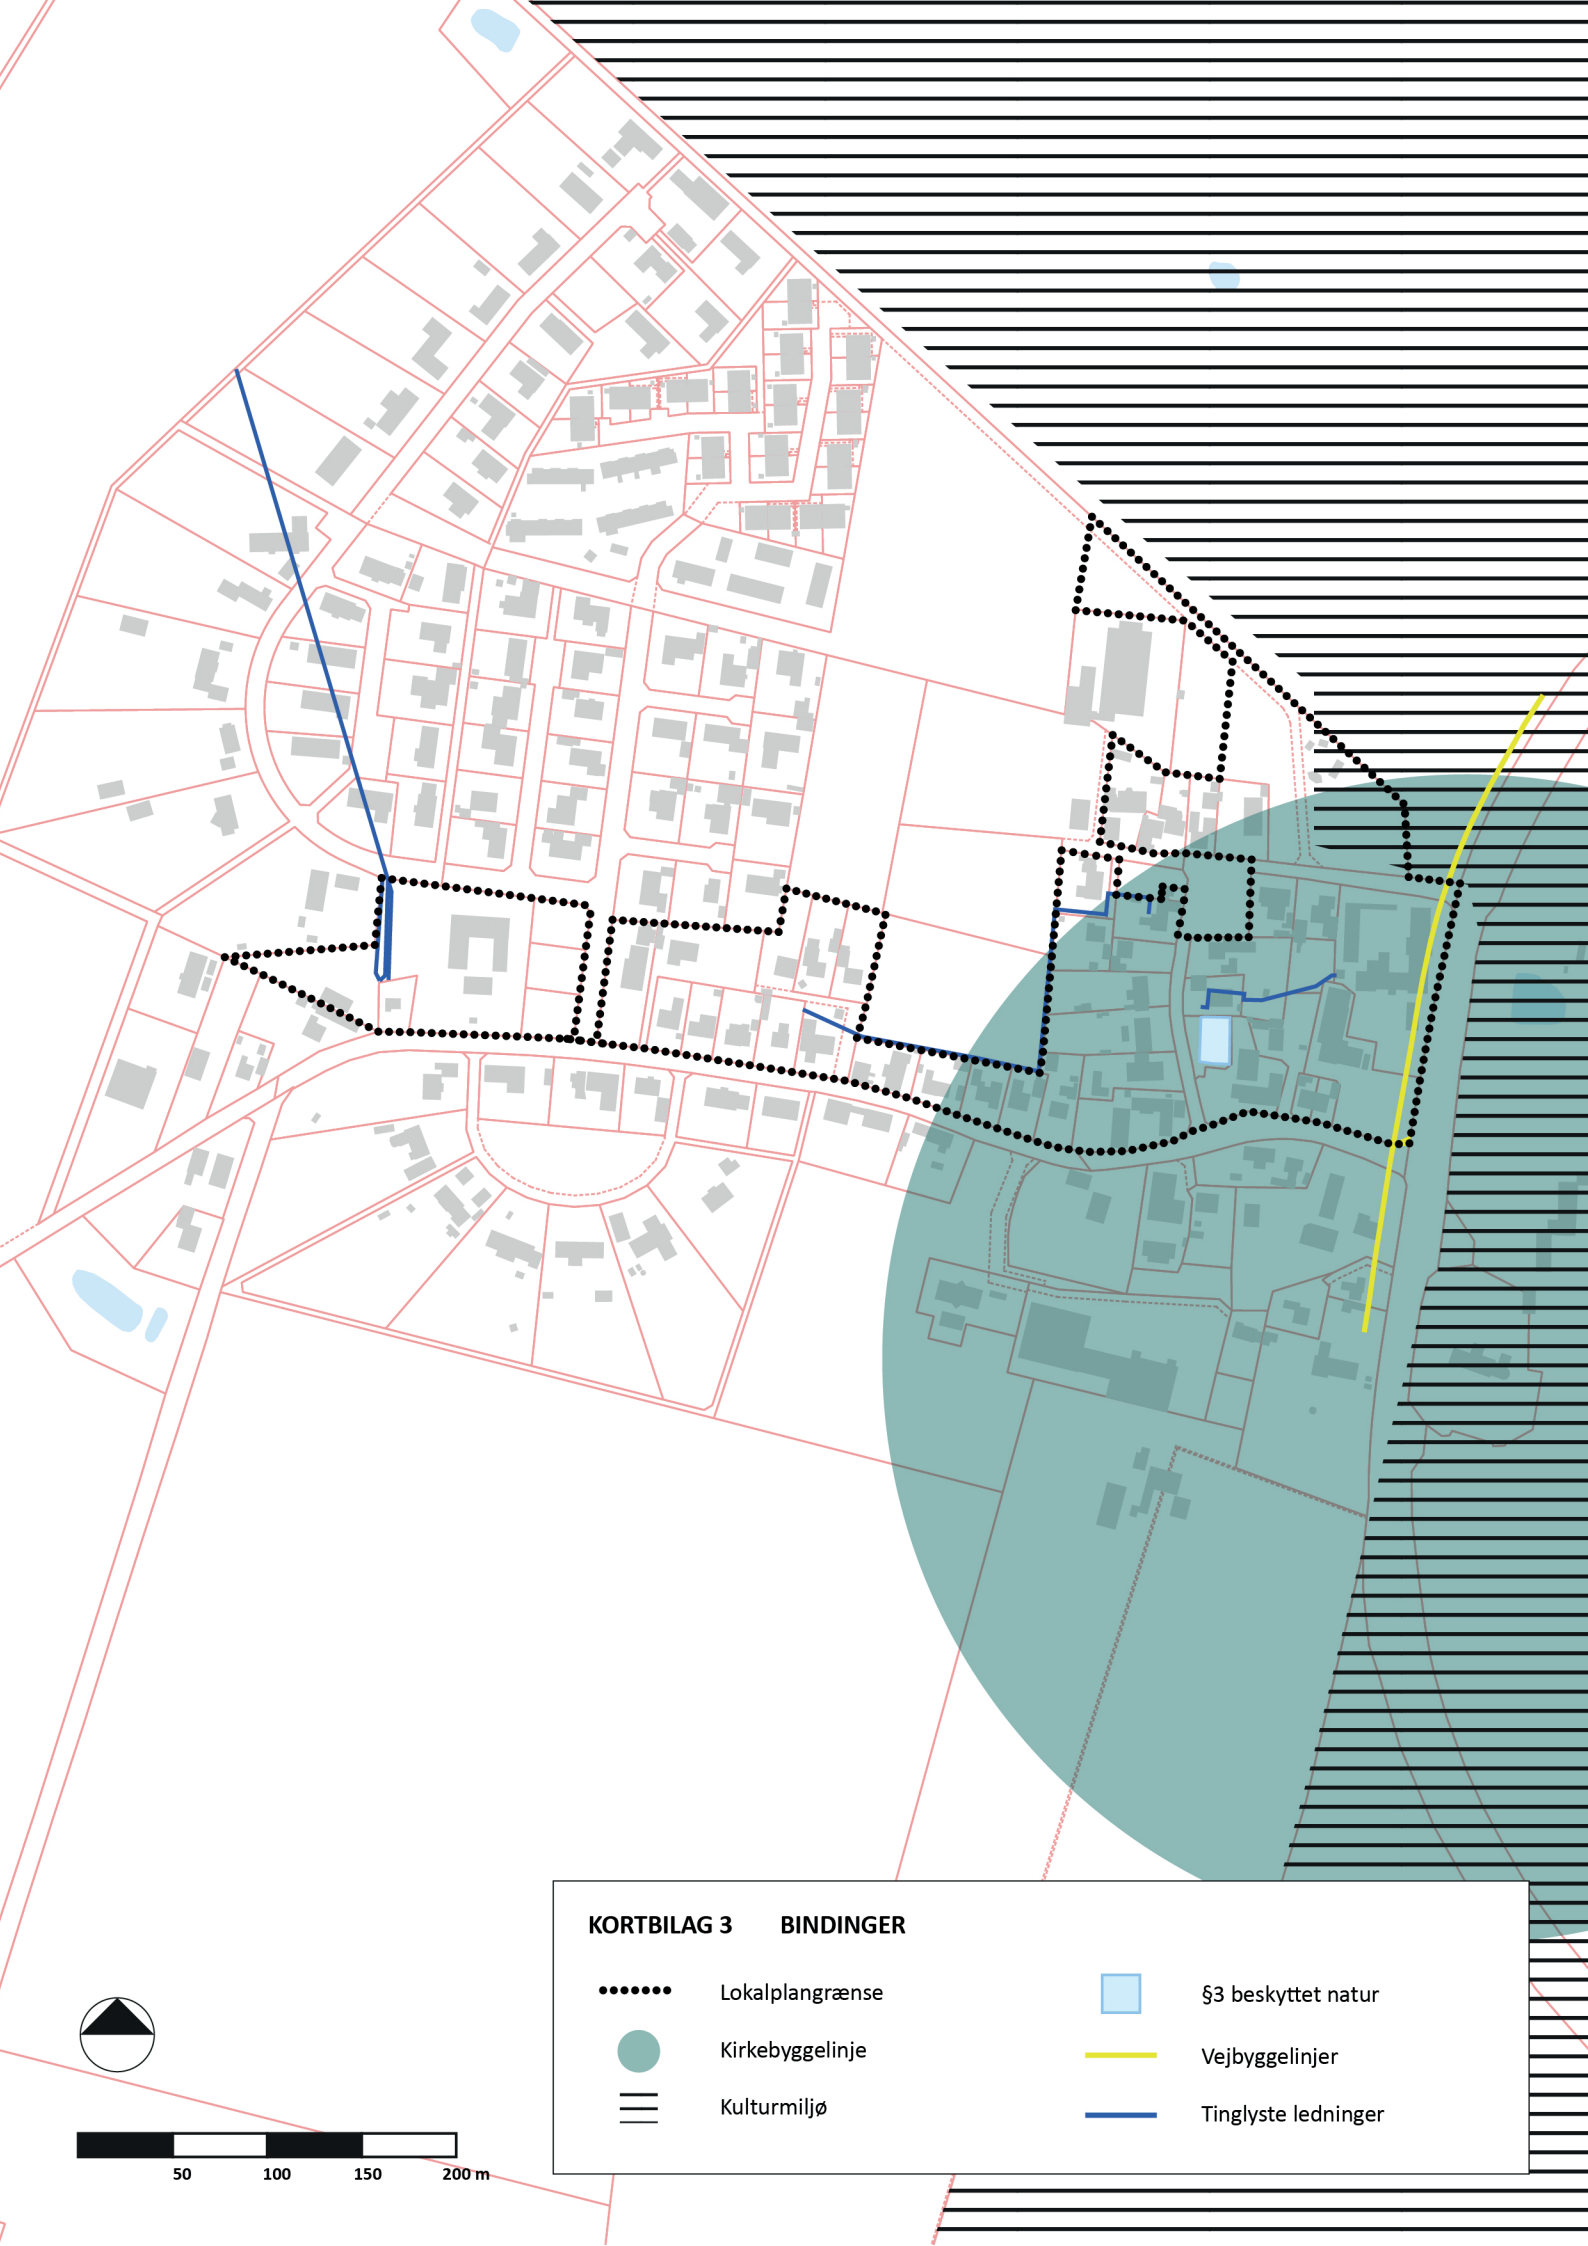 KORTBILAG 3 BINDINGER
Lokalplangrænse
Kirkebyggelinje
Kulturmiljø
§3 beskyttet natur
Vejbyggelinjer
Tinglyste ledninger
50 100 150 200 m